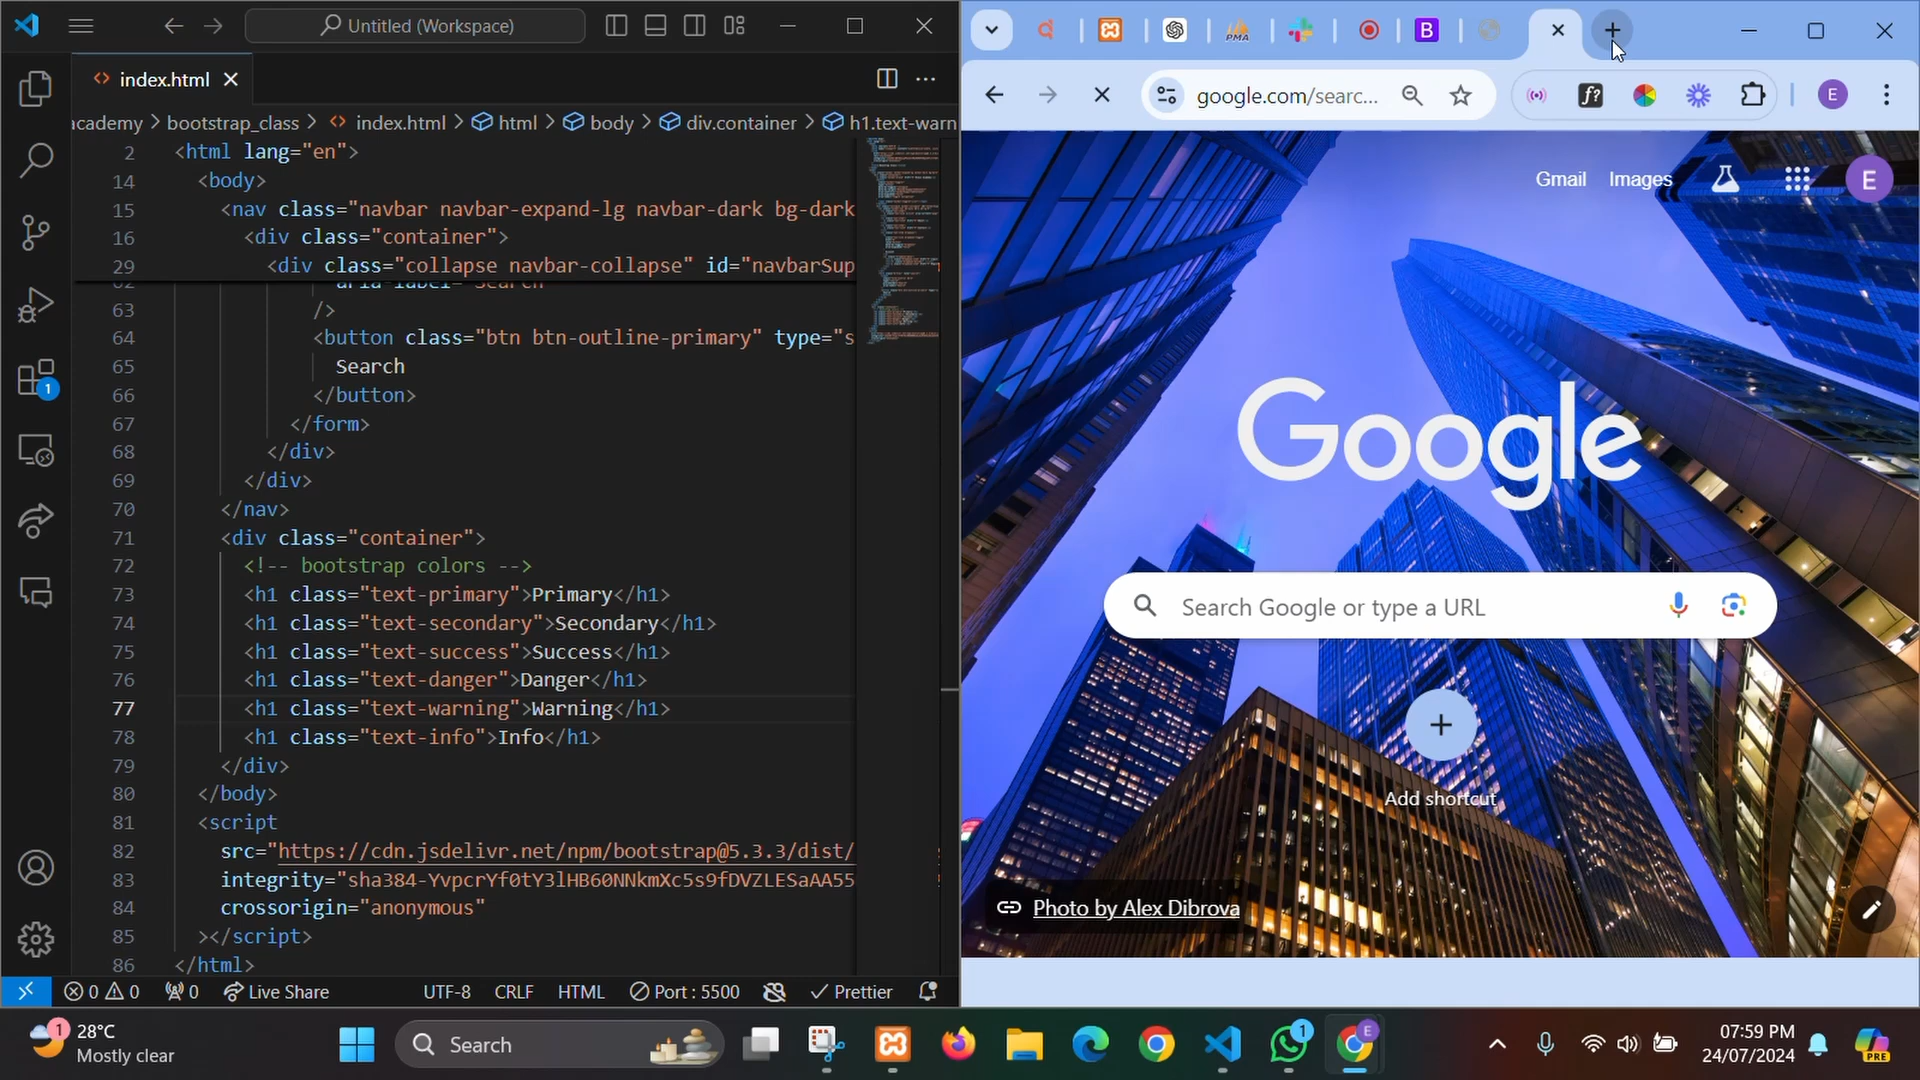 Untitled (Workspace)
index.html
academy > bootstrap_class > <> index.html > html > body > div.container > h1.text-warn
2 <html lang="en">
14 <body>
15 <nav class="navbar navbar-expand-lg navbar-dark bg-dark
16 <div class="container">
29 <div class="collapse navbar-collapse" id="navbarSup
62 aria-label="Search"
63 />
64 <button class="btn btn-outline-primary" type="s
65 Search
66 </button>
67 </form>
68 </div>
69 </div>
70 </nav>
71 <div class="container">
72 <!-- bootstrap colors -->
73 <h1 class="text-primary">Primary</h1>
74 <h1 class="text-secondary">Secondary</h1>
75 <h1 class="text-success">Success</h1>
76 <h1 class="text-danger">Danger</h1>
77 <h1 class="text-warning">Warning</h1>
78 <h1 class="text-info">Info</h1>
79 </div>
80 </body>
81 <script
82 src="https://cdn.jsdelivr.net/npm/bootstrap@5.3.3/dist/
83 integrity="sha384-YvpcrYf0tY3lHB60NNkmXc5s9fDVZLESaAA55
84 crossorigin="anonymous"
85 ></script>
86 </html>
1
0 0 0 Live Share UTF-8 CRLF HTML Port : 5500 Prettier
PMA
B
google.com/searc...
f?
E
Gmail Images E
Google
Search Google or type a URL
Add shortcut
Photo by Alex Dibrova
1 28°C
Mostly clear
Search
1
E
07:59 PM
24/07/2024
PRE